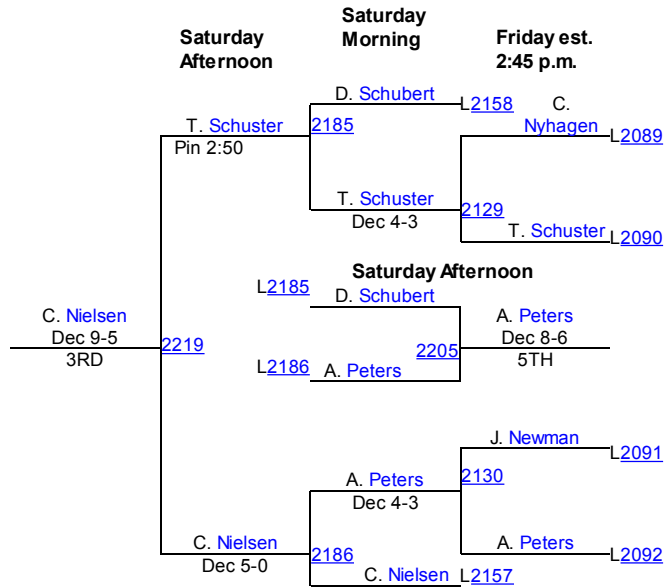 Saturday
Afternoon
Saturday
Morning
Friday est.
2:45 p.m.
D. Schubert
L2158
C.
Nyhagen
L2089
T. Schuster
2185
Pin 2:50
T. Schuster
2129
Dec 4-3
T. Schuster
L2090
Saturday Afternoon
L2185
D. Schubert
C. Nielsen
Dec 9-5
3RD
2219
A. Peters
Dec 8-6
5TH
2205
L2186
A. Peters
J. Newman
L2091
A. Peters
2130
Dec 4-3
C. Nielsen
2186
Dec 5-0
A. Peters
L2092
C. Nielsen
L2157